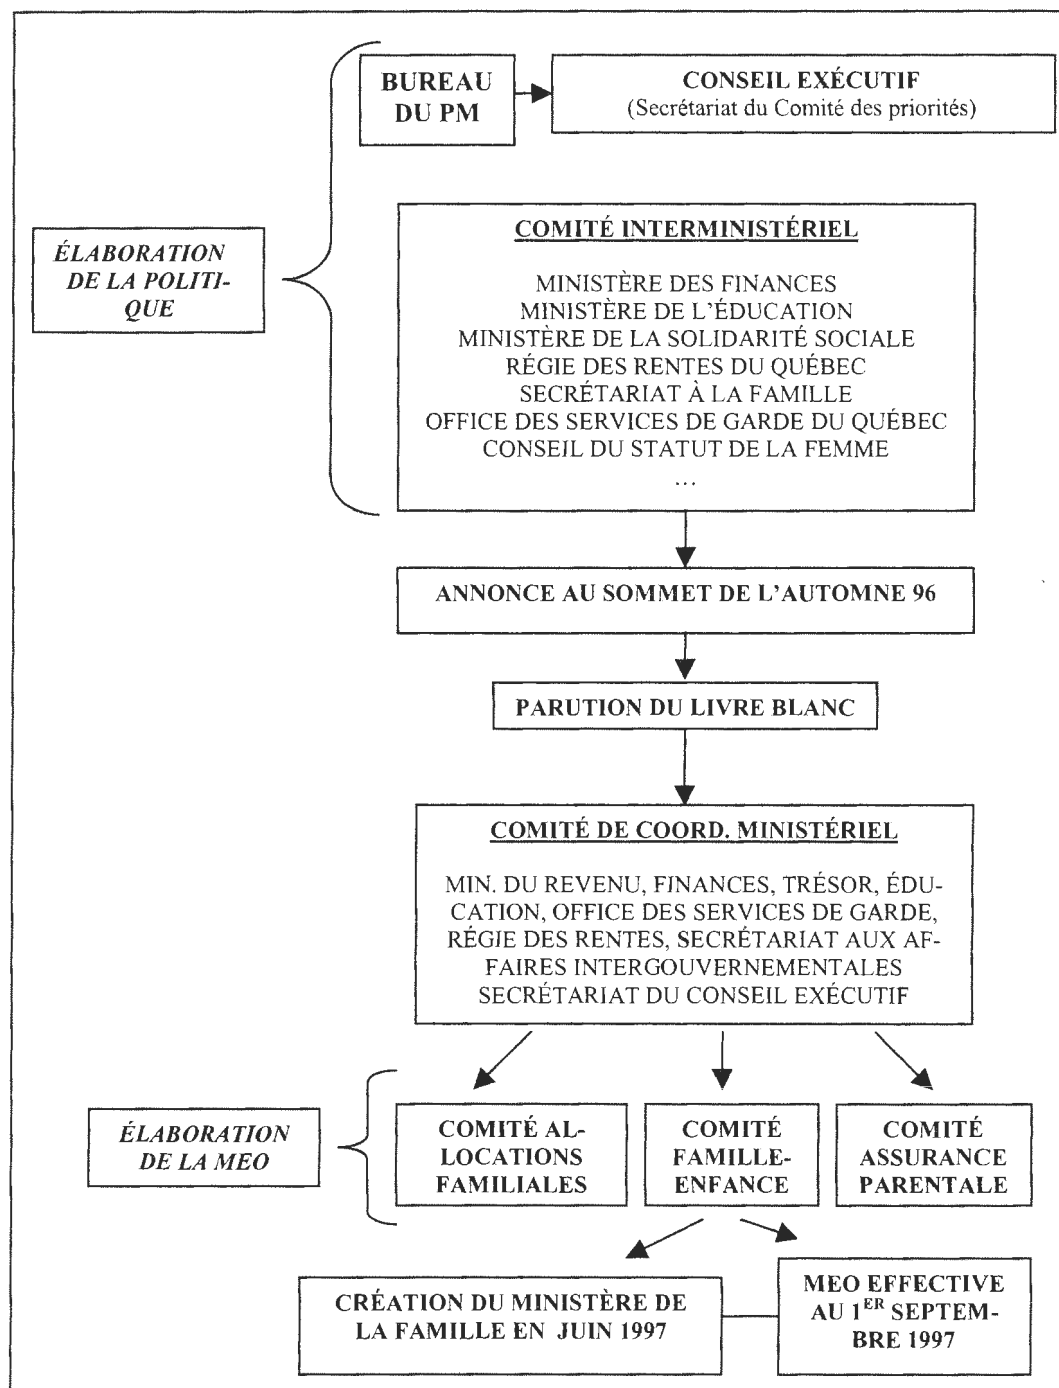 BUREAU
DU PM
CONSEIL EXÉCUTIF
(Secrétariat du Comité des priorités)
ÉLABORATION
DE LA POLITI-
QUE
COMITÉ INTERMINISTÉRIEL
MINISTÈRE DES FINANCES
MINISTÈRE DE L'ÉDUCATION
MINISTÈRE DE LA SOLIDARITÉ SOCIALE
RÉGIE DES RENTES DU QUÉBEC
SECRÉTARIAT À LA FAMILLE
OFFICE DES SERVICES DE GARDE DU QUÉBEC
CONSEIL DU STATUT DE LA FEMME
...
ANNONCE AU SOMMET DE L'AUTOMNE 96
PARUTION DU LIVRE BLANC
COMITÉ DE COORD. MINISTÉRIEL
MIN. DU REVENU, FINANCES, TRÉSOR, ÉDU-
CATION, OFFICE DES SERVICES DE GARDE,
RÉGIE DES RENTES, SECRÉTARIAT AUX AF-
FAIRES INTERGOUVERNEMENTALES
SECRÉTARIAT DU CONSEIL EXÉCUTIF
ÉLABORATION
DE LA MEO
COMITÉ AL-
LOCATIONS
FAMILIALES
COMITÉ
FAMILLE-
ENFANCE
COMITÉ
ASSURANCE
PARENTALE
CRÉATION DU MINISTÈRE DE
LA FAMILLE EN JUIN 1997
MEO EFFECTIVE
AU 1ER SEPTEM-
BRE 1997